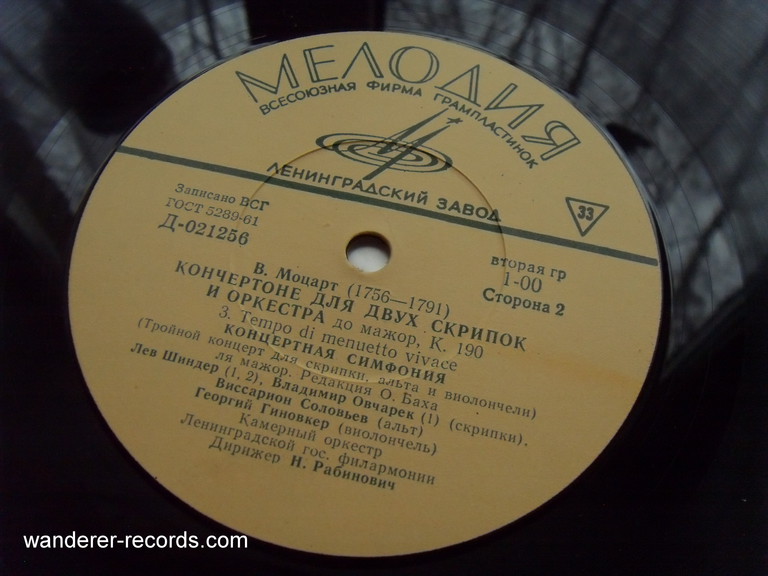 МЕЛОДИЯ
ВСЕСОЮЗНАЯ ФИРМА ГРАМПЛАСТИНОК
ЛЕНИНГРАДСКИЙ ЗАВОД
33
Записано ВСГ
ГОСТ 5289-61
Д-021256
вторая гр
1-00
Сторона 2
В. Моцарт (1756—1791)
КОНЧЕРТОНЕ ДЛЯ ДВУХ СКРИПОК
И ОРКЕСТРА до мажор, К. 190
3. Tempo di menuetto vivace
КОНЦЕРТНАЯ СИМФОНИЯ
(Тройной концерт для скрипки, альта и виолончели)
ля мажор. Редакция О. Баха
Лев Шиндер (1, 2), Владимир Овчарек (1) (скрипки),
Виссарион Соловьев (альт)
Георгий Гиновкер (виолончель)
Камерный оркестр
Ленинградской гос. филармонии
Дирижер Н. Рабинович
wanderer-records.com